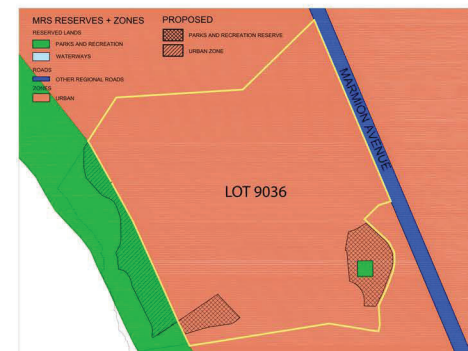 MRS RESERVES + ZONES
RESERVED LANDS
PARKS AND RECREATION
WATERWAYS
ROADS
OTHER REGIONAL ROADS
ZONES
URBAN
PROPOSED
PARKS AND RECREATION RESERVE
URBAN ZONE
MARMION AVENUE
LOT 9036